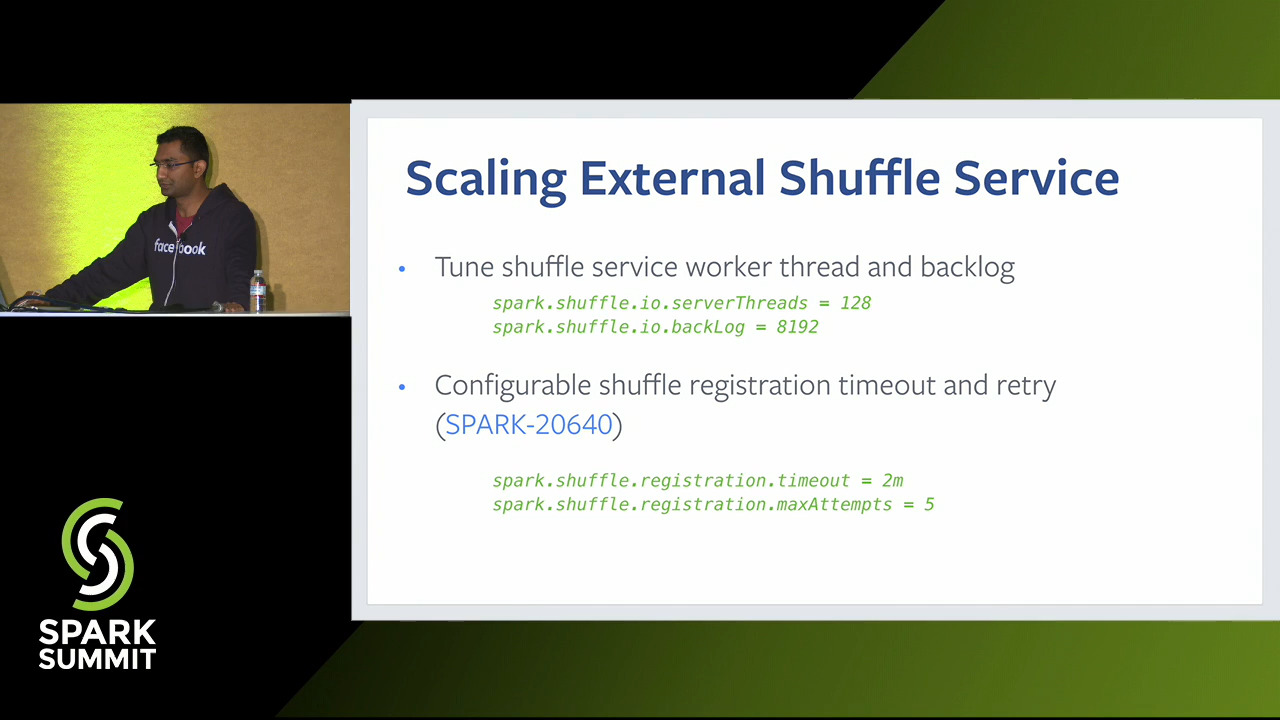 Scaling External Shuffle Service
• Tune shuffle service worker thread and backlog
spark.shuffle.io.serverThreads = 128
spark.shuffle.io.backLog = 8192
• Configurable shuffle registration timeout and retry
(SPARK-20640)
spark.shuffle.registration.timeout = 2m
spark.shuffle.registration.maxAttempts = 5
facebook
SPARK
SUMMIT